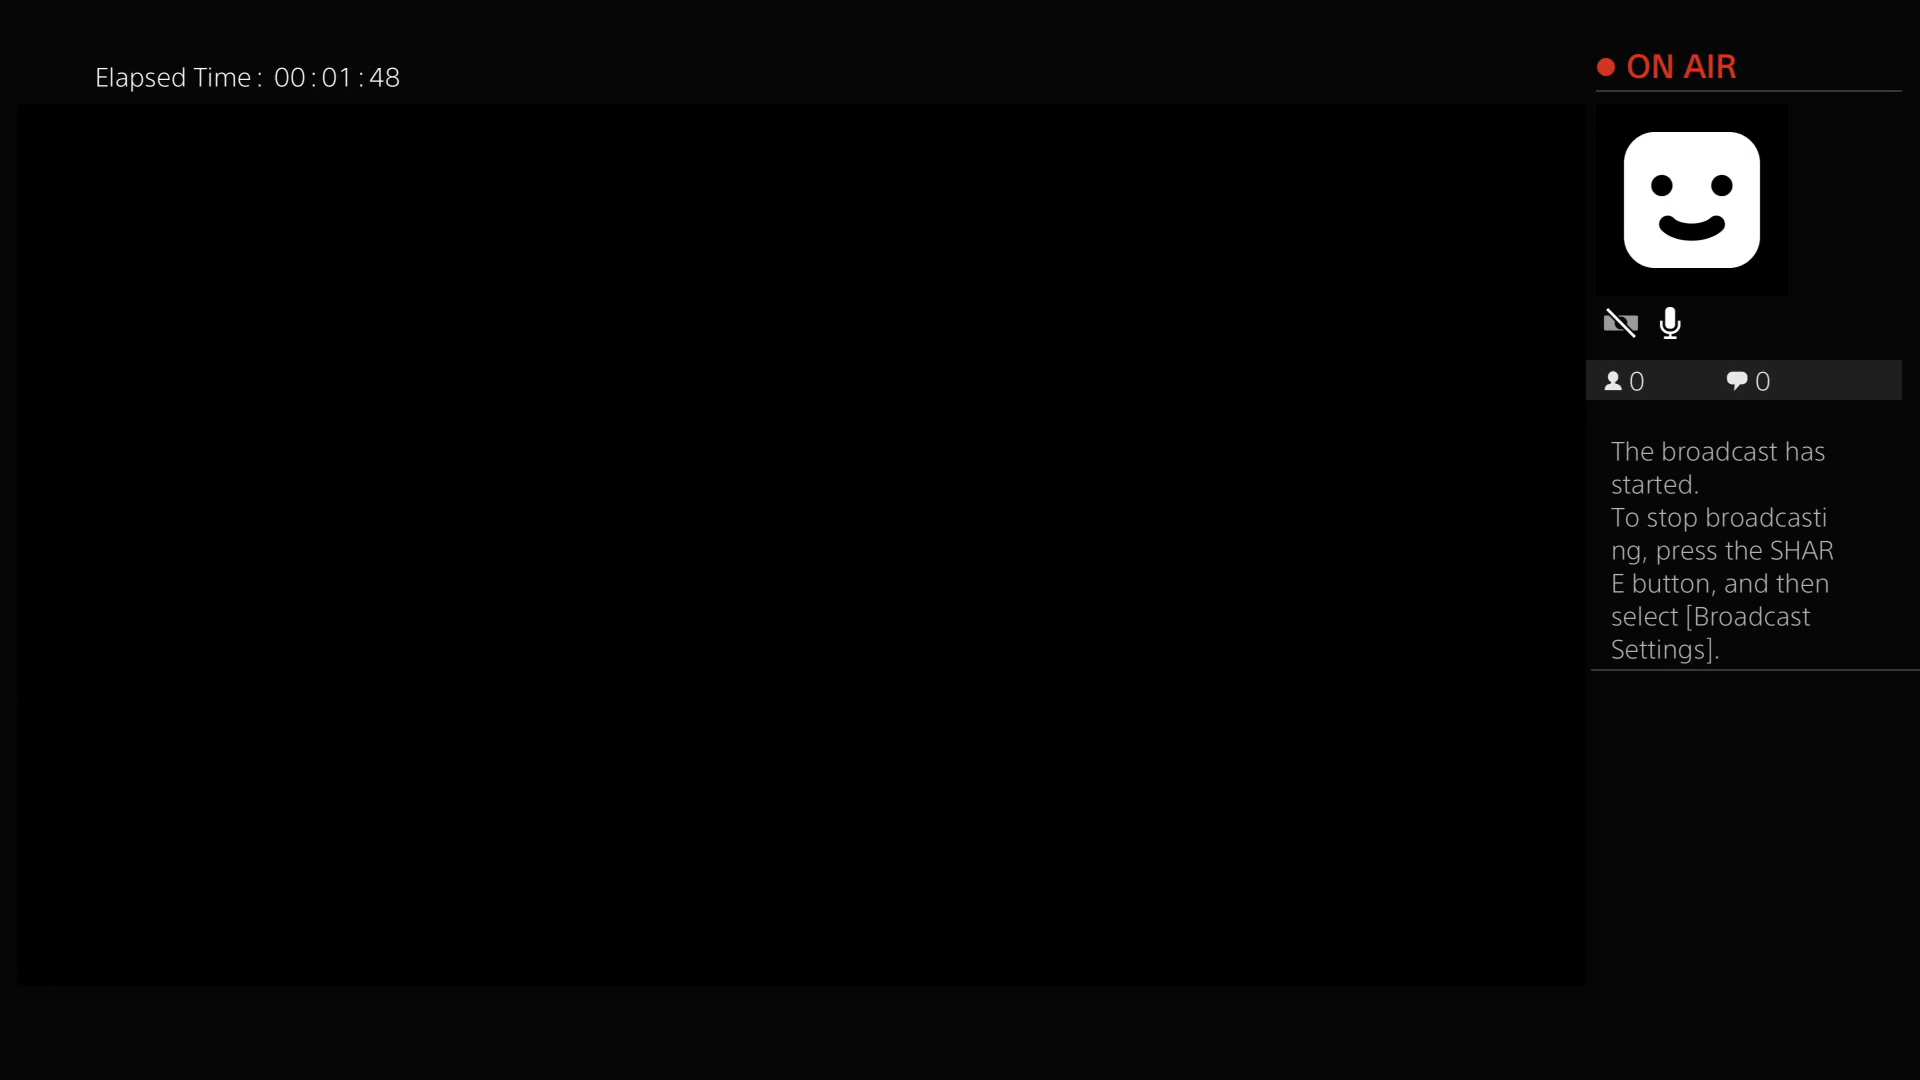 Elapsed Time: 00:01:48
ON AIR
0
0
The broadcast has
started.
To stop broadcasti
ng, press the SHAR
E button, and then
select [Broadcast
Settings].